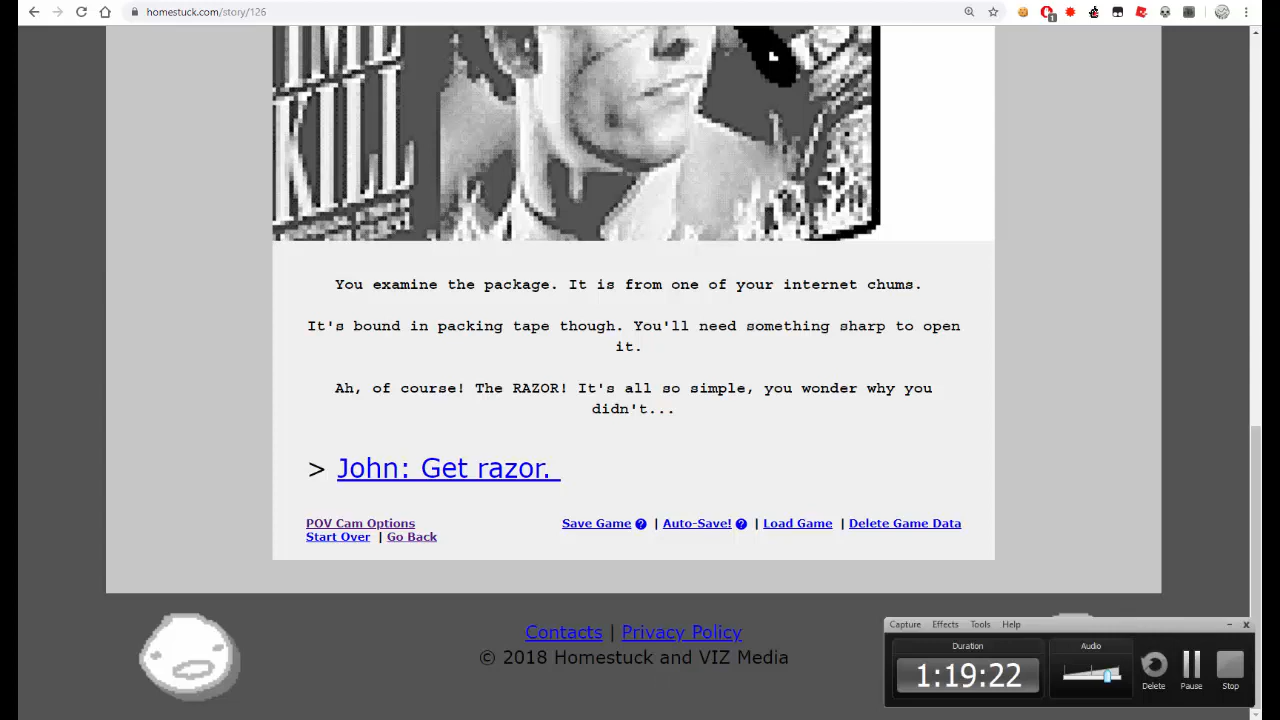 homestuck.com/story/126
1
You examine the package. It is from one of your internet chums.
It's bound in packing tape though. You'll need something sharp to open
it.
Ah, of course! The RAZOR! It's all so simple, you wonder why you
didn't...
> John: Get razor.
POV Cam Options
Save Game ? | Auto-Save! ? | Load Game | Delete Game Data
Start Over | Go Back
Contacts | Privacy Policy
© 2018 Homestuck and VIZ Media
Capture Effects Tools Help
Duration
Audio
1:19:22
Delete Pause Stop